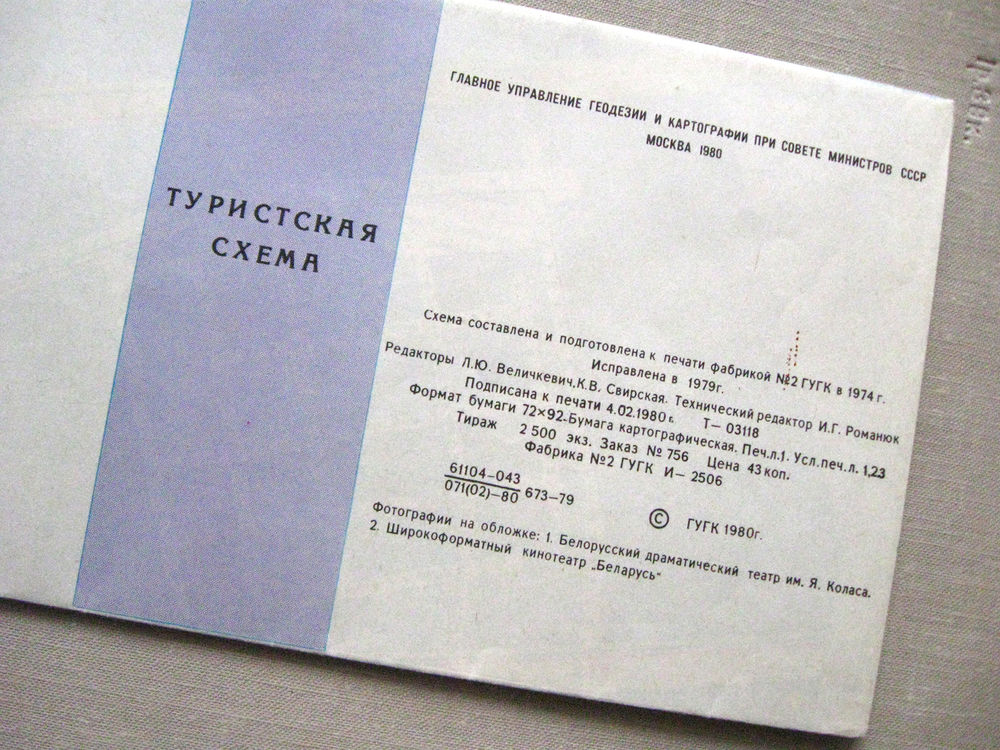 ТУРИСТСКАЯ
СХЕМА
ГЛАВНОЕ УПРАВЛЕНИЕ ГЕОДЕЗИИ И КАРТОГРАФИИ ПРИ СОВЕТЕ МИНИСТРОВ СССР
МОСКВА 1980
Схема составлена и подготовлена к печати фабрикой №2 ГУГК в 1974 г.
Исправлена в 1979г.
Редакторы Л.Ю. Величкевич,К.В. Свирская. Технический редактор И.Г. Романюк
Подписана к печати 4.02.1980 г. Т– 03118
Формат бумаги 72×92. Бумага картографическая. Печ.л.1. Усл.печ.л. 1,23
Тираж 2 500 экз. Заказ № 756 Цена 43 коп.
Фабрика №2 ГУГК И– 2506
61104–043
071(02)–80 673–79
© ГУГК 1980г.
Фотографии на обложке: 1. Белорусский драматический театр им. Я. Коласа.
2. Широкоформатный кинотеатр „Беларусь“